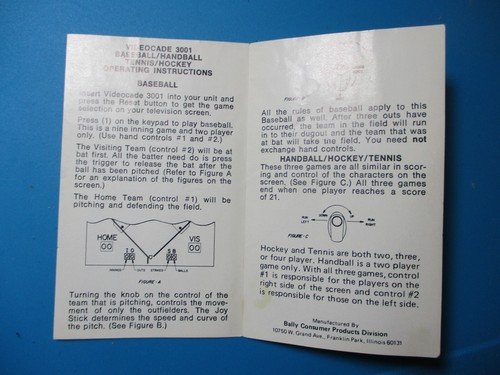 VIDEOCADE 3001
BASEBALL/HANDBALL
TENNIS/HOCKEY
OPERATING INSTRUCTIONS
BASEBALL
Insert Videocade 3001 into your unit and
press the Reset button to get the game
selection on your television screen.
Press (1) on the keypad to play baseball.
This is a nine inning game and two player
only. (Use hand controls #1 and #2.)
The Visiting Team (control #2) will be at
bat first. All the batter need do is press
the trigger to release the bat after the
ball has been pitched (Refer to Figure A
for an explanation of the figures on the
screen.)
The Home Team (control #1) will be
pitching and defending the field.
HOME
VIS
00
00
1 0
S B
OUTS
STRIKES
BALLS
FIGURE-A
Turning the knob on the control of the
team that is pitching, controls the move-
ment of only the outfielders. The Joy
Stick determines the speed and curve of
the pitch. (See Figure B.)
All the rules of baseball apply to this
Baseball as well. After three outs have
occurred, the team in the field will run
in to their dugout and the team that was
at bat will take the field. You need not
exchange hand controls.
HANDBALL/HOCKEY/TENNIS
These three games are all similar in scor-
ing and control of the characters on the
screen. (See Figure C.) All three games
end when one player reaches a score
of 21.
UP
DOWN
RUN
LEFT
RUN
RIGHT
FIGURE-C
Hockey and Tennis are both two, three,
or four player. Handball is a two player
game only. With all three games, control
#1 is responsible for the players on the
right side of the screen and control #2
is responsible for those on the left side.
Manufactured By
Bally Consumer Products Division
10750 W. Grand Ave., Franklin Park, Illinois 60131